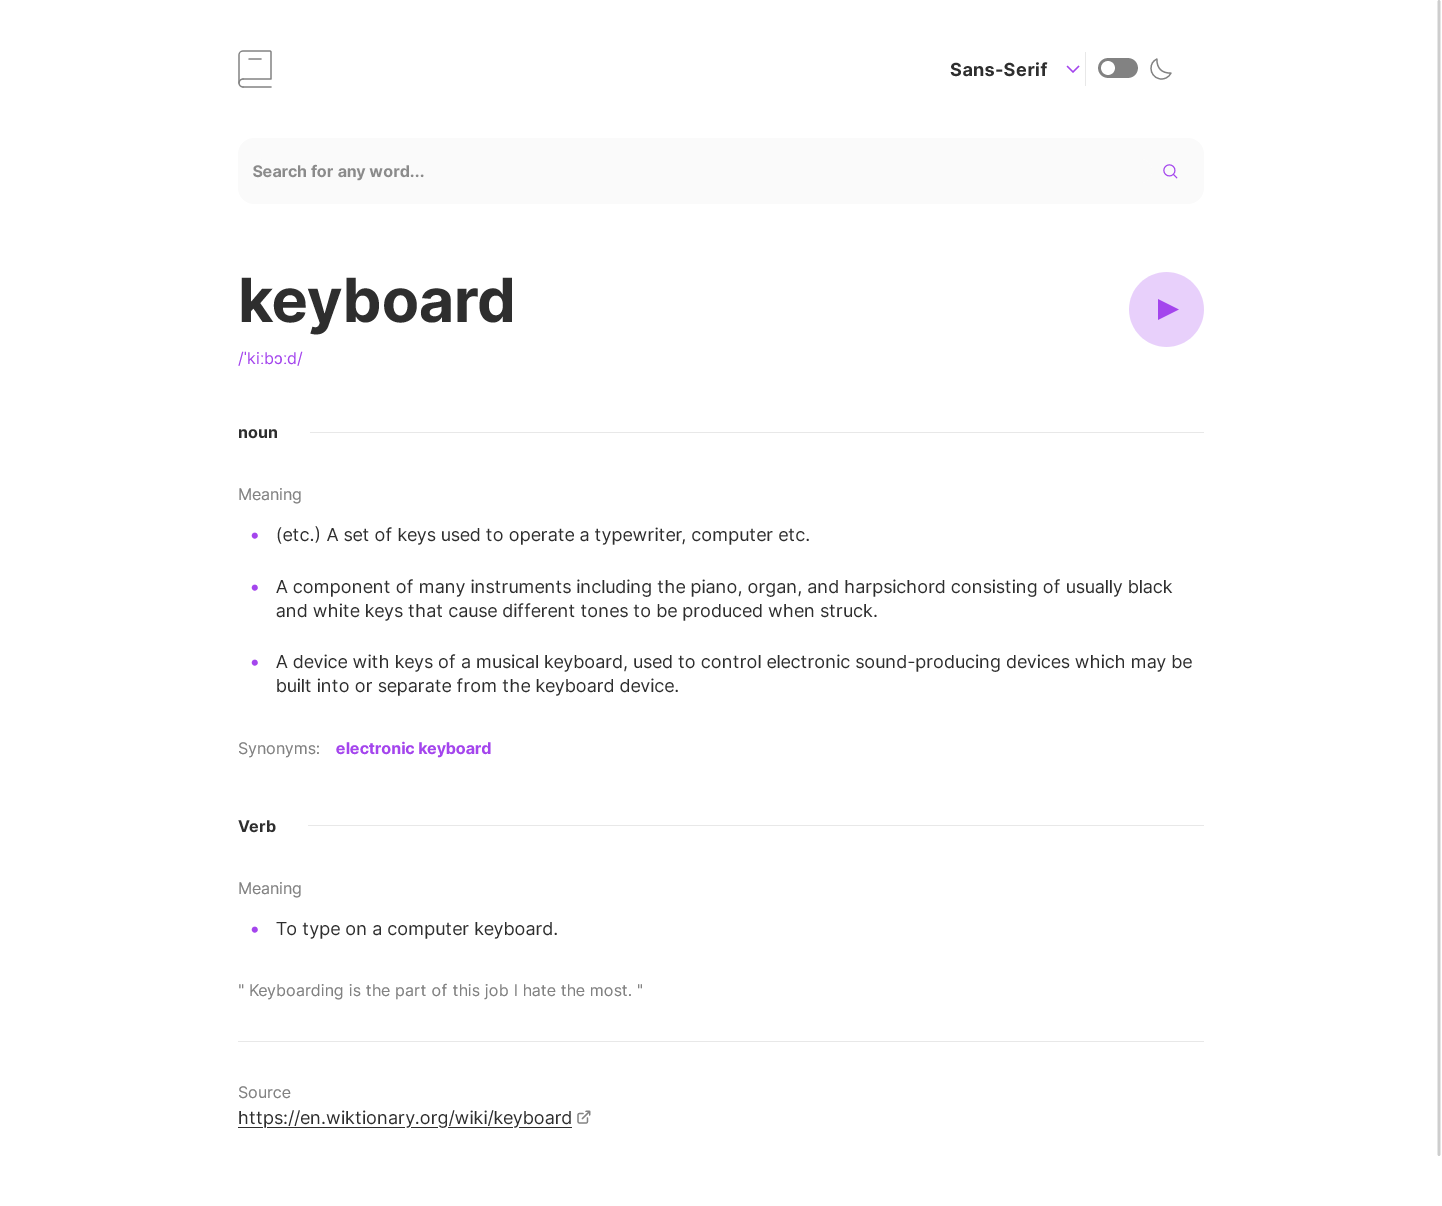 Sans-Serif
Search for any word...
keyboard
/ˈkiːbɔːd/
noun
Meaning
(etc.) A set of keys used to operate a typewriter, computer etc.
A component of many instruments including the piano, organ, and harpsichord consisting of usually black
and white keys that cause different tones to be produced when struck.
A device with keys of a musical keyboard, used to control electronic sound-producing devices which may be
built into or separate from the keyboard device.
Synonyms: electronic keyboard
Verb
Meaning
To type on a computer keyboard.
" Keyboarding is the part of this job I hate the most. "
Source
https://en.wiktionary.org/wiki/keyboard